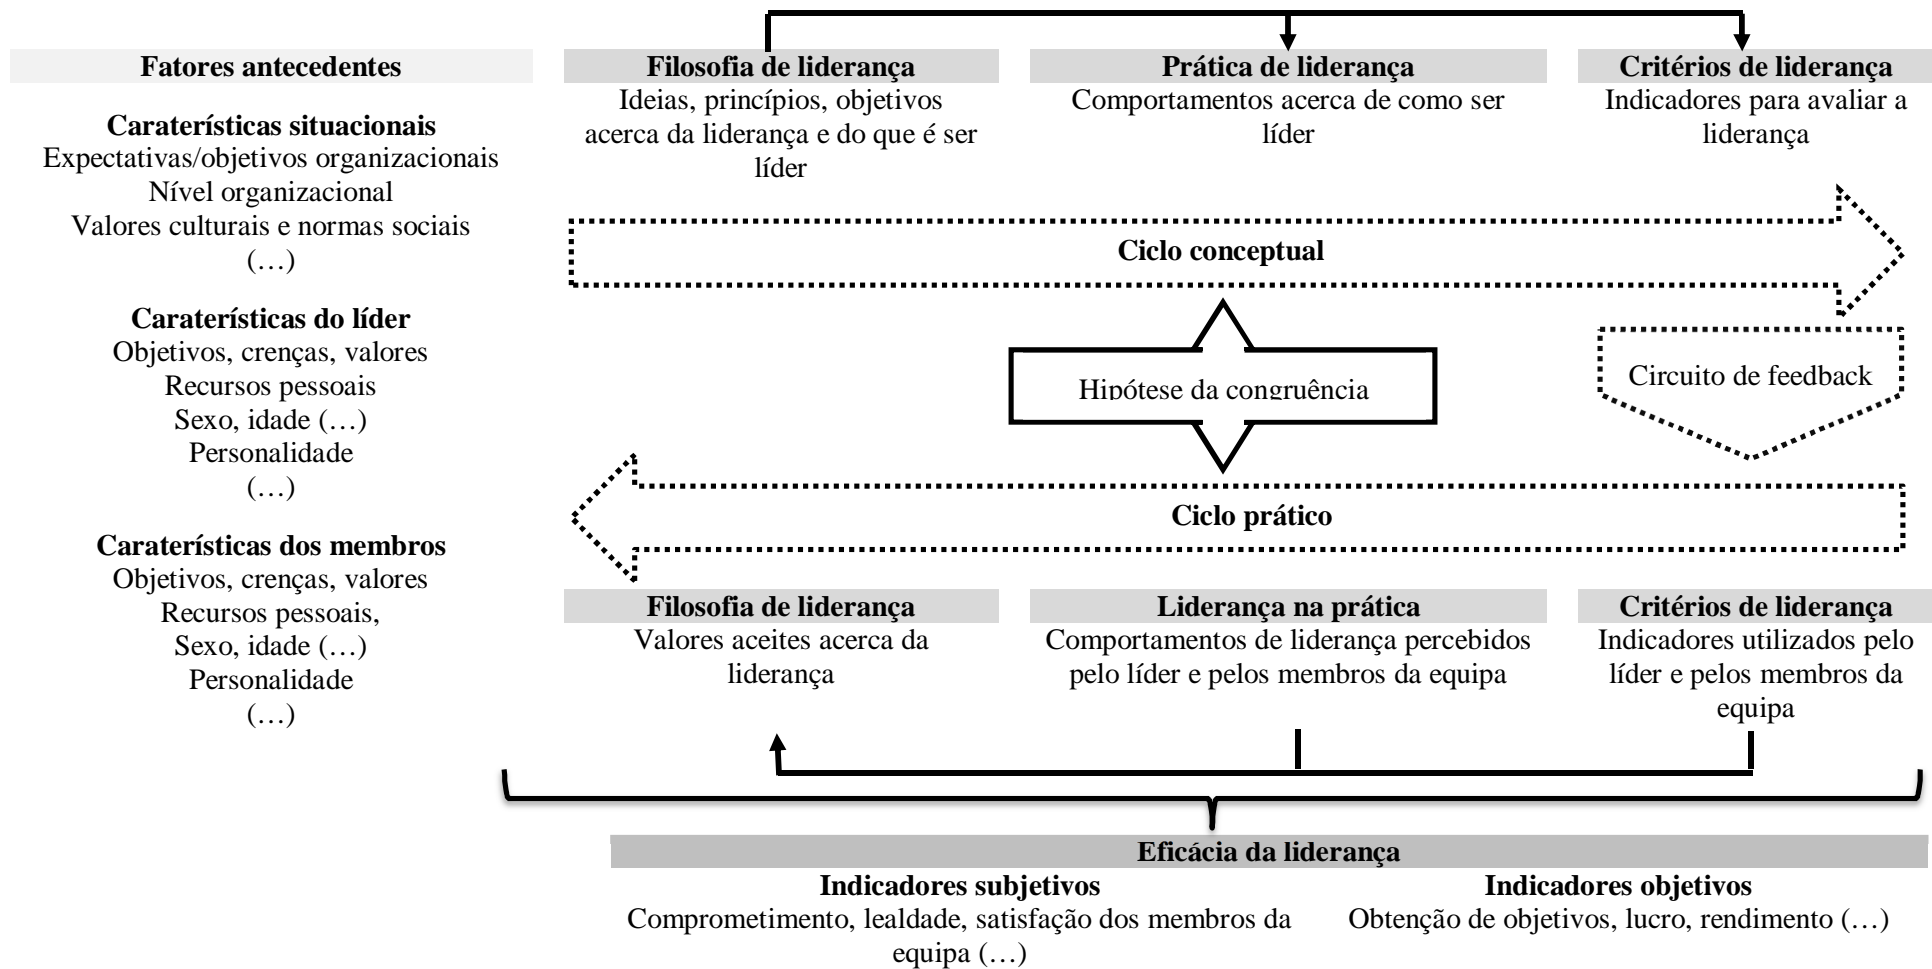 Fatores antecedentes
Caraterísticas situacionais
Expectativas/objetivos organizacionais
Nível organizacional
Valores culturais e normas sociais
(…)
Caraterísticas do líder
Objetivos, crenças, valores
Recursos pessoais
Sexo, idade (…)
Personalidade
(…)
Caraterísticas dos membros
Objetivos, crenças, valores
Recursos pessoais,
Sexo, idade (…)
Personalidade
(…)
Filosofia de liderança
Ideias, princípios, objetivos
acerca da liderança e do que é ser
líder
Prática de liderança
Comportamentos acerca de como ser
líder
Critérios de liderança
Indicadores para avaliar a
liderança
Ciclo conceptual
Hipótese da congruência
Circuito de feedback
Ciclo prático
Filosofia de liderança
Valores aceites acerca da
liderança
Liderança na prática
Comportamentos de liderança percebidos
pelo líder e pelos membros da equipa
Critérios de liderança
Indicadores utilizados pelo
líder e pelos membros da
equipa
Eficácia da liderança
Indicadores subjetivos
Comprometimento, lealdade, satisfação dos membros da
equipa (…)
Indicadores objetivos
Obtenção de objetivos, lucro, rendimento (…)